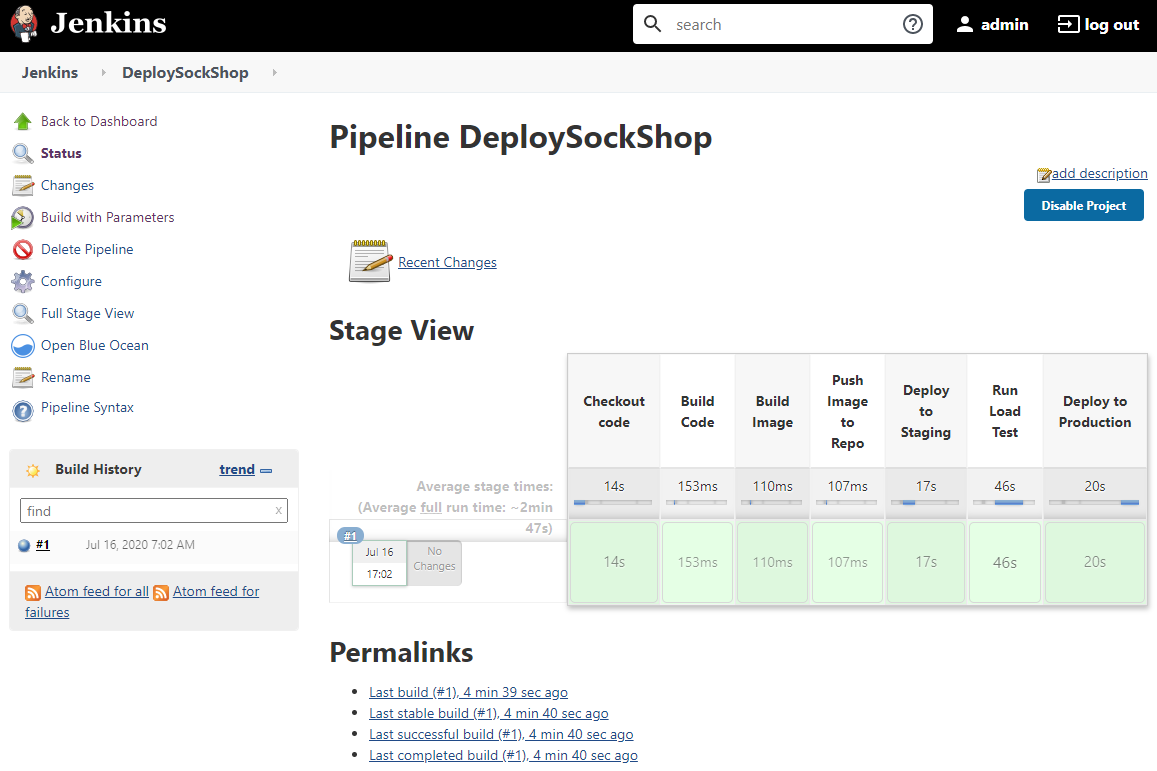 Jenkins
search
admin
log out
Jenkins
DeploySockShop
Back to Dashboard
Status
Changes
Build with Parameters
Delete Pipeline
Configure
Full Stage View
Open Blue Ocean
Rename
Pipeline Syntax
Build History
trend
find
x
#1
Jul 16, 2020 7:02 AM
Atom feed for all
Atom feed for
failures
Pipeline DeploySockShop
add description
Disable Project
Recent Changes
Stage View
Checkout
code
Build
Code
Build
Image
Push
Image
to
Repo
Deploy
to
Staging
Run
Load
Test
Deploy to
Production
Average stage times:
(Average full run time: ~2min
47s)
14s
153ms
110ms
107ms
17s
46s
20s
#1
Jul 16
17:02
No
Changes
14s
153ms
110ms
107ms
17s
46s
20s
Permalinks
Last build (#1), 4 min 39 sec ago
Last stable build (#1), 4 min 40 sec ago
Last successful build (#1), 4 min 40 sec ago
Last completed build (#1), 4 min 40 sec ago